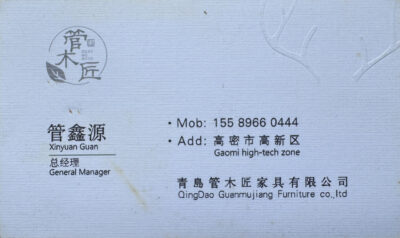 管木匠
管鑫源
Xinyuan Guan
总经理
General Manager
• Mob: 155 8966 0444
• Add: 高密市高新区
Gaomi high-tech zone
青島管木匠家具有限公司
QingDao Guanmujiang Furniture co.,ltd